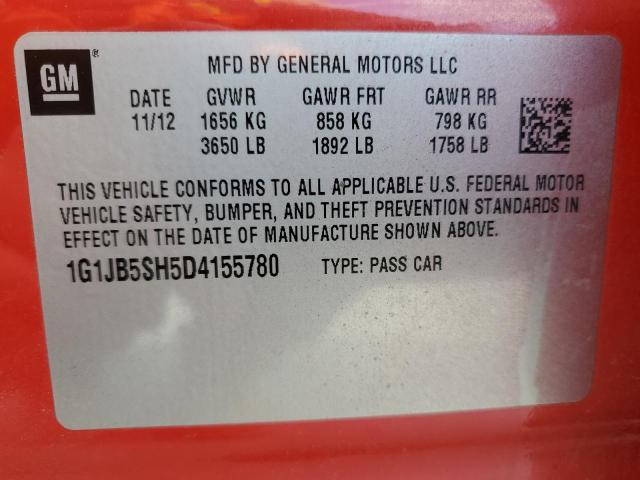 GM®
MFD BY GENERAL MOTORS LLC
DATE GVWR GAWR FRT GAWR RR
11/12 1656 KG 858 KG 798 KG
3650 LB 1892 LB 1758 LB
THIS VEHICLE CONFORMS TO ALL APPLICABLE U.S. FEDERAL MOTOR
VEHICLE SAFETY, BUMPER, AND THEFT PREVENTION STANDARDS IN
EFFECT ON THE DATE OF MANUFACTURE SHOWN ABOVE.
1G1JB5SH5D4155780 TYPE: PASS CAR